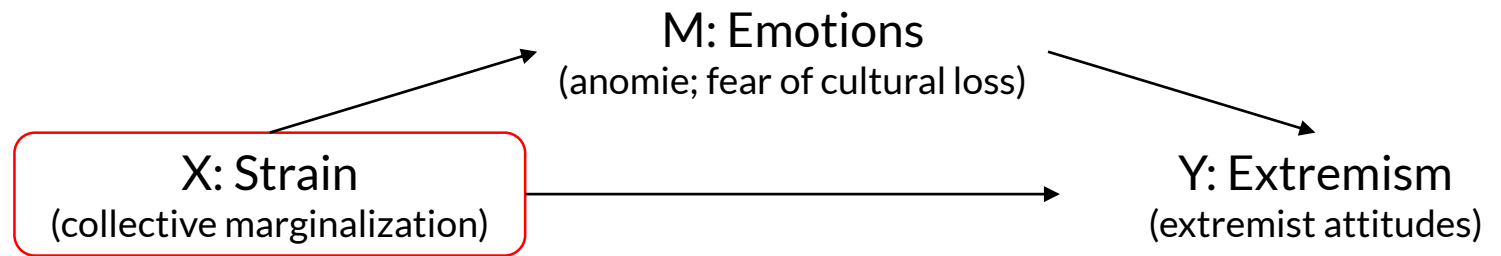 M: Emotions
(anomie; fear of cultural loss)
X: Strain
(collective marginalization)
Y: Extremism
(extremist attitudes)